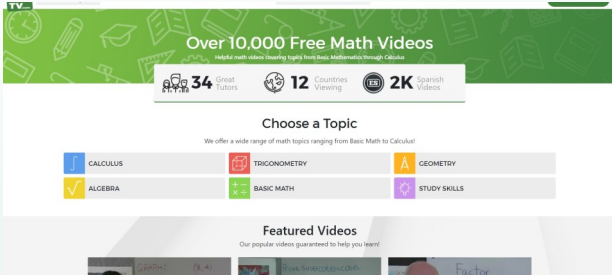 TV
Over 10,000 Free Math Videos
Helpful math videos covering topics from Basic Mathematics through Calculus
34 Great Tutors
12 Countries Viewing
ES 2K Spanish Videos
Choose a Topic
We offer a wide range of math topics ranging from Basic Math to Calculus!
CALCULUS
TRIGONOMETRY
GEOMETRY
ALGEBRA
BASIC MATH
STUDY SKILLS
Featured Videos
Our popular videos guaranteed to help you learn!
Factor